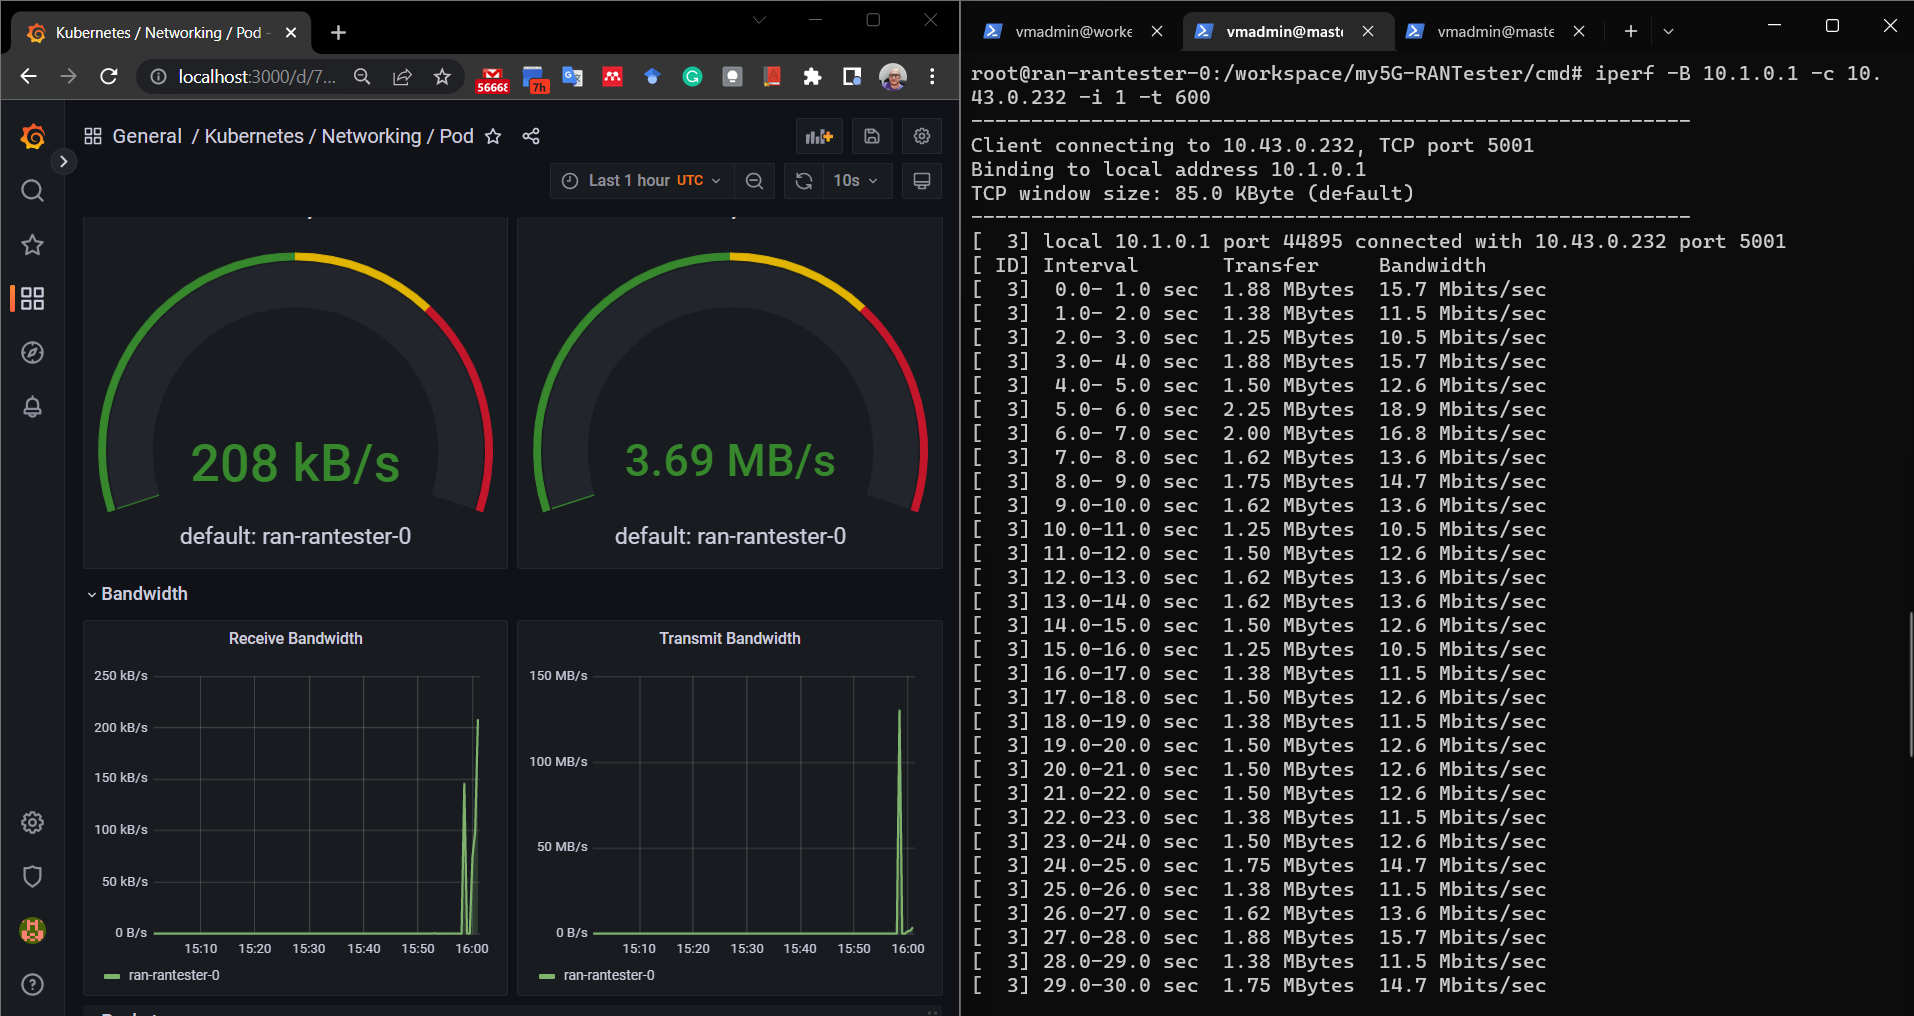 Kubernetes / Networking / Pod -
localhost:3000/d/7...
56668
7h
General / Kubernetes / Networking / Pod
Last 1 hour UTC
10s
208 kB/s
default: ran-rantester-0
3.69 MB/s
default: ran-rantester-0
Bandwidth
Receive Bandwidth
250 kB/s
200 kB/s
150 kB/s
100 kB/s
50 kB/s
0 B/s
15:10 15:20 15:30 15:40 15:50 16:00
ran-rantester-0
Transmit Bandwidth
150 MB/s
100 MB/s
50 MB/s
0 B/s
15:10 15:20 15:30 15:40 15:50 16:00
ran-rantester-0
vmadmin@worke
vmadmin@maste
vmadmin@maste
root@ran-rantester-0:/workspace/my5G-RANTester/cmd# iperf -B 10.1.0.1 -c 10.
43.0.232 -i 1 -t 600
------------------------------------------------------------
Client connecting to 10.43.0.232, TCP port 5001
Binding to local address 10.1.0.1
TCP window size: 85.0 KByte (default)
------------------------------------------------------------
[  3] local 10.1.0.1 port 44895 connected with 10.43.0.232 port 5001
[ ID] Interval       Transfer     Bandwidth
[  3]  0.0- 1.0 sec  1.88 MBytes  15.7 Mbits/sec
[  3]  1.0- 2.0 sec  1.38 MBytes  11.5 Mbits/sec
[  3]  2.0- 3.0 sec  1.25 MBytes  10.5 Mbits/sec
[  3]  3.0- 4.0 sec  1.88 MBytes  15.7 Mbits/sec
[  3]  4.0- 5.0 sec  1.50 MBytes  12.6 Mbits/sec
[  3]  5.0- 6.0 sec  2.25 MBytes  18.9 Mbits/sec
[  3]  6.0- 7.0 sec  2.00 MBytes  16.8 Mbits/sec
[  3]  7.0- 8.0 sec  1.62 MBytes  13.6 Mbits/sec
[  3]  8.0- 9.0 sec  1.75 MBytes  14.7 Mbits/sec
[  3]  9.0-10.0 sec  1.62 MBytes  13.6 Mbits/sec
[  3] 10.0-11.0 sec  1.25 MBytes  10.5 Mbits/sec
[  3] 11.0-12.0 sec  1.50 MBytes  12.6 Mbits/sec
[  3] 12.0-13.0 sec  1.62 MBytes  13.6 Mbits/sec
[  3] 13.0-14.0 sec  1.62 MBytes  13.6 Mbits/sec
[  3] 14.0-15.0 sec  1.50 MBytes  12.6 Mbits/sec
[  3] 15.0-16.0 sec  1.25 MBytes  10.5 Mbits/sec
[  3] 16.0-17.0 sec  1.38 MBytes  11.5 Mbits/sec
[  3] 17.0-18.0 sec  1.50 MBytes  12.6 Mbits/sec
[  3] 18.0-19.0 sec  1.38 MBytes  11.5 Mbits/sec
[  3] 19.0-20.0 sec  1.50 MBytes  12.6 Mbits/sec
[  3] 20.0-21.0 sec  1.50 MBytes  12.6 Mbits/sec
[  3] 21.0-22.0 sec  1.50 MBytes  12.6 Mbits/sec
[  3] 22.0-23.0 sec  1.38 MBytes  11.5 Mbits/sec
[  3] 23.0-24.0 sec  1.50 MBytes  12.6 Mbits/sec
[  3] 24.0-25.0 sec  1.75 MBytes  14.7 Mbits/sec
[  3] 25.0-26.0 sec  1.38 MBytes  11.5 Mbits/sec
[  3] 26.0-27.0 sec  1.62 MBytes  13.6 Mbits/sec
[  3] 27.0-28.0 sec  1.88 MBytes  15.7 Mbits/sec
[  3] 28.0-29.0 sec  1.38 MBytes  11.5 Mbits/sec
[  3] 29.0-30.0 sec  1.75 MBytes  14.7 Mbits/sec